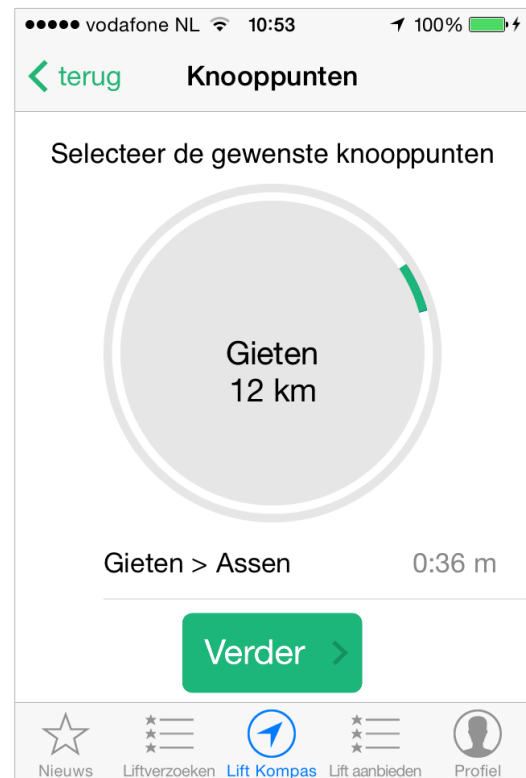 vodafone NL 10:53 100%
terug Knooppunten
Selecteer de gewenste knooppunten
Gieten
12 km
Gieten > Assen 0:36 m
Verder
Nieuws Liftverzoeken Lift Kompas Lift aanbieden Profiel